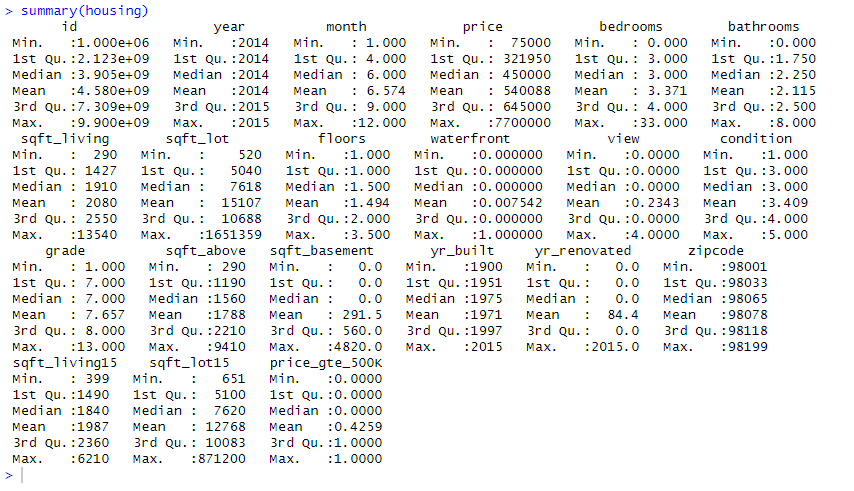 > summary(housing)
id year month price bedrooms bathrooms
Min. :1.000e+06 Min. :2014 Min. : 1.000 Min. : 75000 Min. : 0.000 Min. :0.000
1st Qu.:2.123e+09 1st Qu.:2014 1st Qu.: 4.000 1st Qu.: 321950 1st Qu.: 3.000 1st Qu.:1.750
Median :3.905e+09 Median :2014 Median : 6.000 Median : 450000 Median : 3.000 Median :2.250
Mean :4.580e+09 Mean :2014 Mean : 6.574 Mean : 540088 Mean : 3.371 Mean :2.115
3rd Qu.:7.309e+09 3rd Qu.:2015 3rd Qu.: 9.000 3rd Qu.: 645000 3rd Qu.: 4.000 3rd Qu.:2.500
Max. :9.900e+09 Max. :2015 Max. :12.000 Max. :7700000 Max. :33.000 Max. :8.000
sqft_living sqft_lot floors waterfront view condition
Min. : 290 Min. : 520 Min. :1.000 Min. :0.000000 Min. :0.0000 Min. :1.000
1st Qu.: 1427 1st Qu.: 5040 1st Qu.:1.000 1st Qu.:0.000000 1st Qu.:0.0000 1st Qu.:3.000
Median : 1910 Median : 7618 Median :1.500 Median :0.000000 Median :0.0000 Median :3.000
Mean : 2080 Mean : 15107 Mean :1.494 Mean :0.007542 Mean :0.2343 Mean :3.409
3rd Qu.: 2550 3rd Qu.: 10688 3rd Qu.:2.000 3rd Qu.:0.000000 3rd Qu.:0.0000 3rd Qu.:4.000
Max. :13540 Max. :1651359 Max. :3.500 Max. :1.000000 Max. :4.0000 Max. :5.000
grade sqft_above sqft_basement yr_built yr_renovated zipcode
Min. : 1.000 Min. : 290 Min. : 0.0 Min. :1900 Min. : 0.0 Min. :98001
1st Qu.: 7.000 1st Qu.:1190 1st Qu.: 0.0 1st Qu.:1951 1st Qu.: 0.0 1st Qu.:98033
Median : 7.000 Median :1560 Median : 0.0 Median :1975 Median : 0.0 Median :98065
Mean : 7.657 Mean :1788 Mean : 291.5 Mean :1971 Mean : 84.4 Mean :98078
3rd Qu.: 8.000 3rd Qu.:2210 3rd Qu.: 560.0 3rd Qu.:1997 3rd Qu.: 0.0 3rd Qu.:98118
Max. :13.000 Max. :9410 Max. :4820.0 Max. :2015 Max. :2015.0 Max. :98199
sqft_living15 sqft_lot15 price_gte_500K
Min. : 399 Min. : 651 Min. :0.0000
1st Qu.:1490 1st Qu.: 5100 1st Qu.:0.0000
Median :1840 Median : 7620 Median :0.0000
Mean :1987 Mean : 12768 Mean :0.4259
3rd Qu.:2360 3rd Qu.: 10083 3rd Qu.:1.0000
Max. :6210 Max. :871200 Max. :1.0000
>